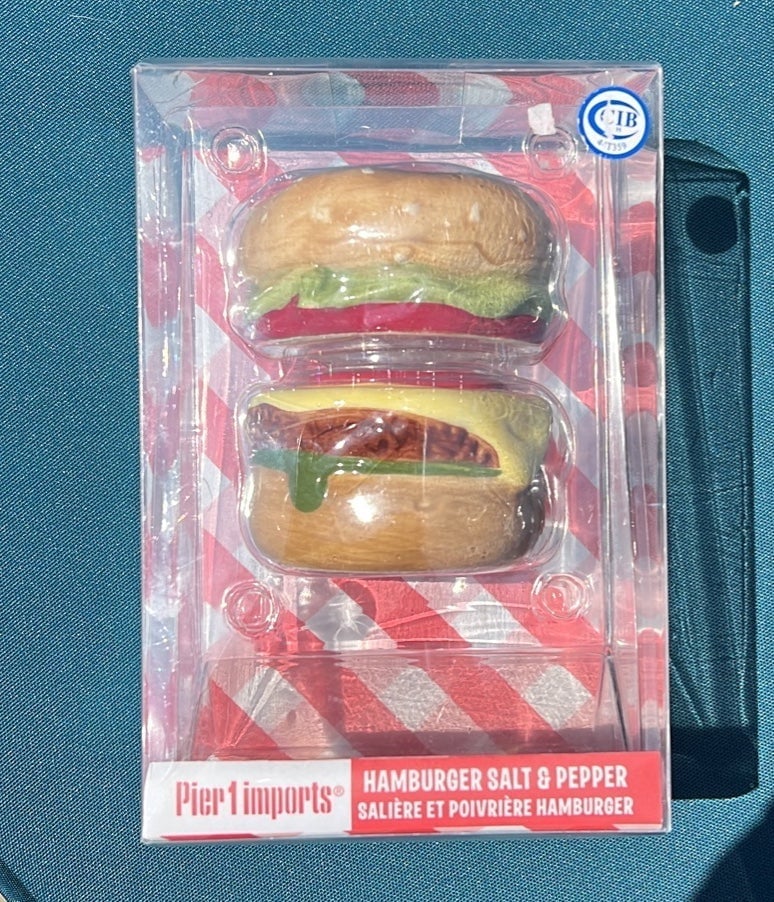 CIB
H
Pier 1 imports®
HAMBURGER SALT & PEPPER
SALIÈRE ET POIVRIÈRE HAMBURGER